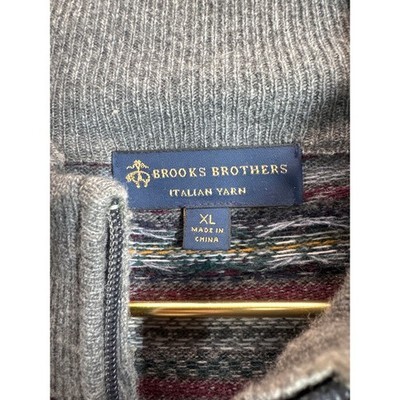 BROOKS BROTHERS
ITALIAN YARN
XL
MADE IN
CHINA